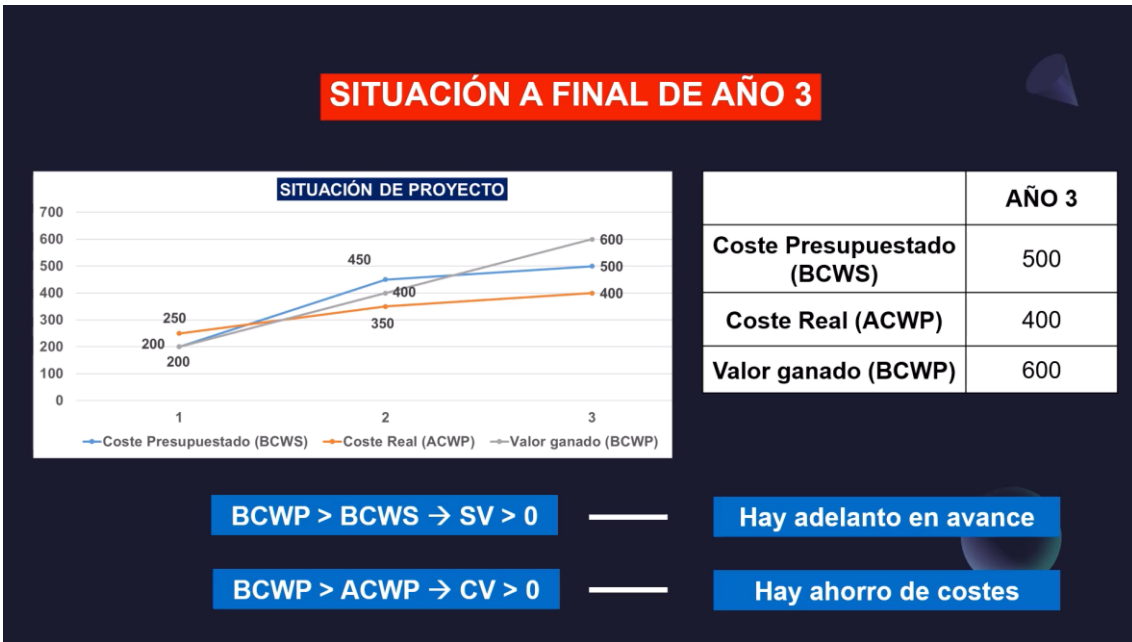 SITUACIÓN A FINAL DE AÑO 3
SITUACIÓN DE PROYECTO
700
600
500
400
300
200
100
0
250
200
200
450
400
350
600
500
400
1 2 3
Coste Presupuestado (BCWS) Coste Real (ACWP) Valor ganado (BCWP)
AÑO 3
Coste Presupuestado
(BCWS) 500
Coste Real (ACWP) 400
Valor ganado (BCWP) 600
BCWP > BCWS → SV > 0
Hay adelanto en avance
BCWP > ACWP → CV > 0
Hay ahorro de costes